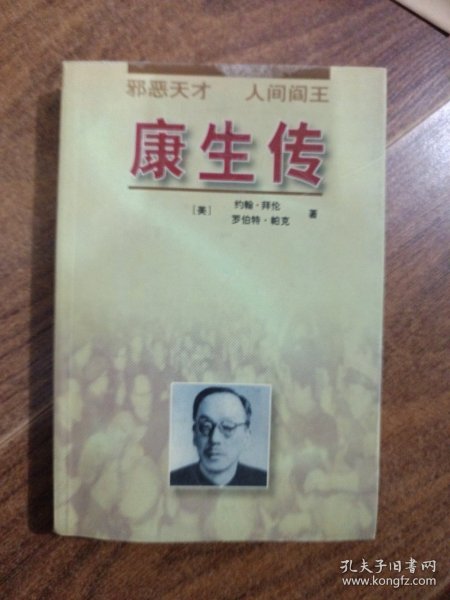 邪恶天才 人间阎王
康生传
[美] 约翰·拜伦
罗伯特·帕克 著
孔夫子旧书网
www.kongfz.com